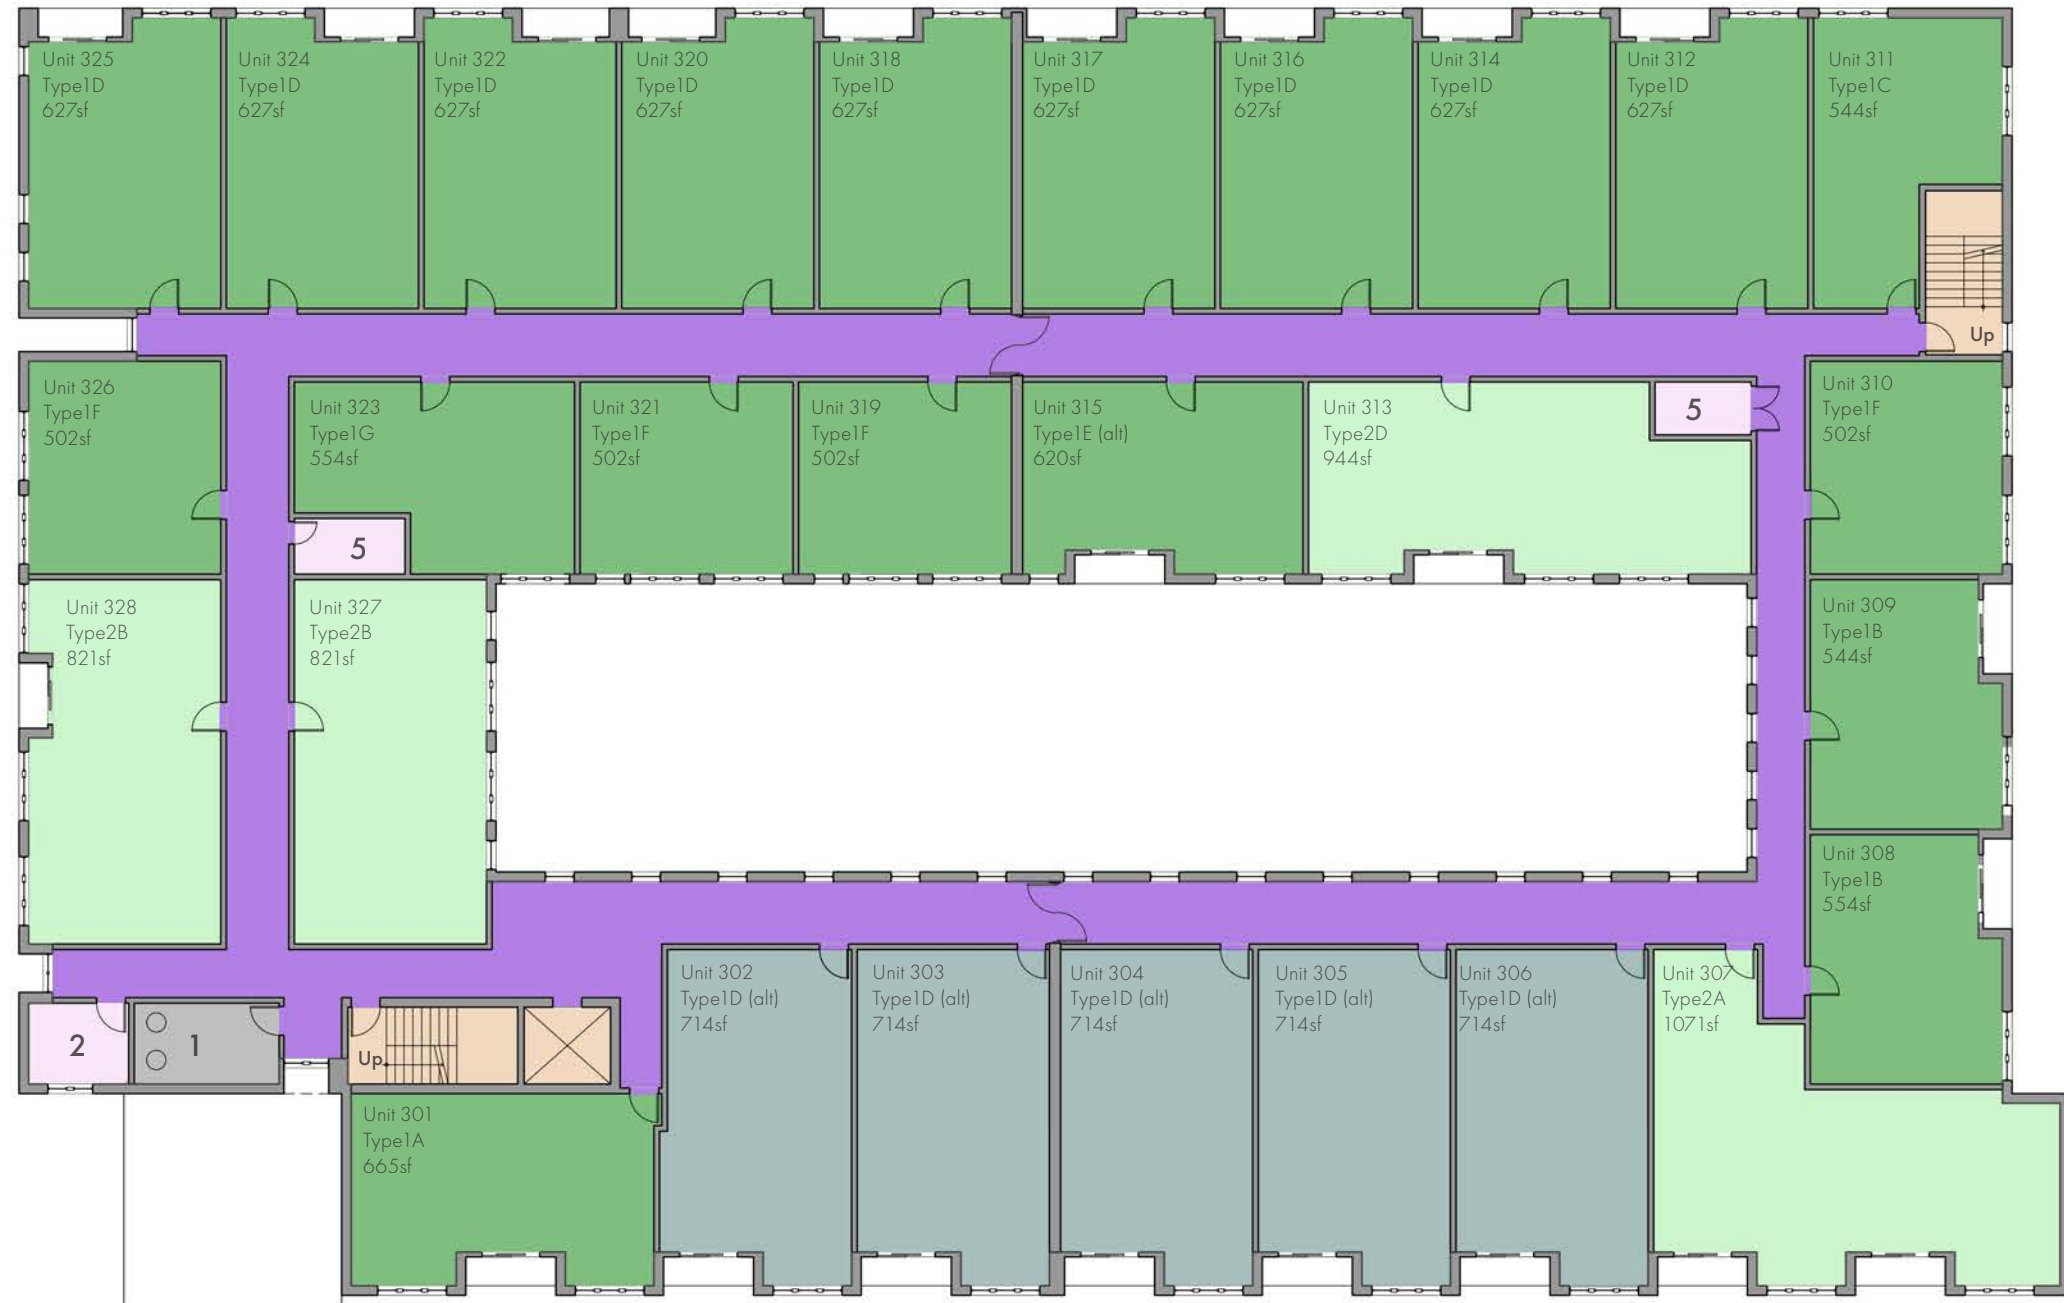 Unit 325
Type1D
627sf
Unit 324
Type1D
627sf
Unit 322
Type1D
627sf
Unit 320
Type1D
627sf
Unit 318
Type1D
627sf
Unit 317
Type1D
627sf
Unit 316
Type1D
627sf
Unit 314
Type1D
627sf
Unit 312
Type1D
627sf
Unit 311
Type1C
544sf
Up
Unit 326
Type1F
502sf
Unit 323
Type1G
554sf
Unit 321
Type1F
502sf
Unit 319
Type1F
502sf
Unit 315
Type1E (alt)
620sf
Unit 313
Type2D
944sf
5
Unit 310
Type1F
502sf
5
Unit 328
Type2B
821sf
Unit 327
Type2B
821sf
Unit 309
Type1B
544sf
Unit 308
Type1B
554sf
Unit 302
Type1D (alt)
714sf
Unit 303
Type1D (alt)
714sf
Unit 304
Type1D (alt)
714sf
Unit 305
Type1D (alt)
714sf
Unit 306
Type1D (alt)
714sf
Unit 307
Type2A
1071sf
2
1
Up
Unit 301
Type1A
665sf